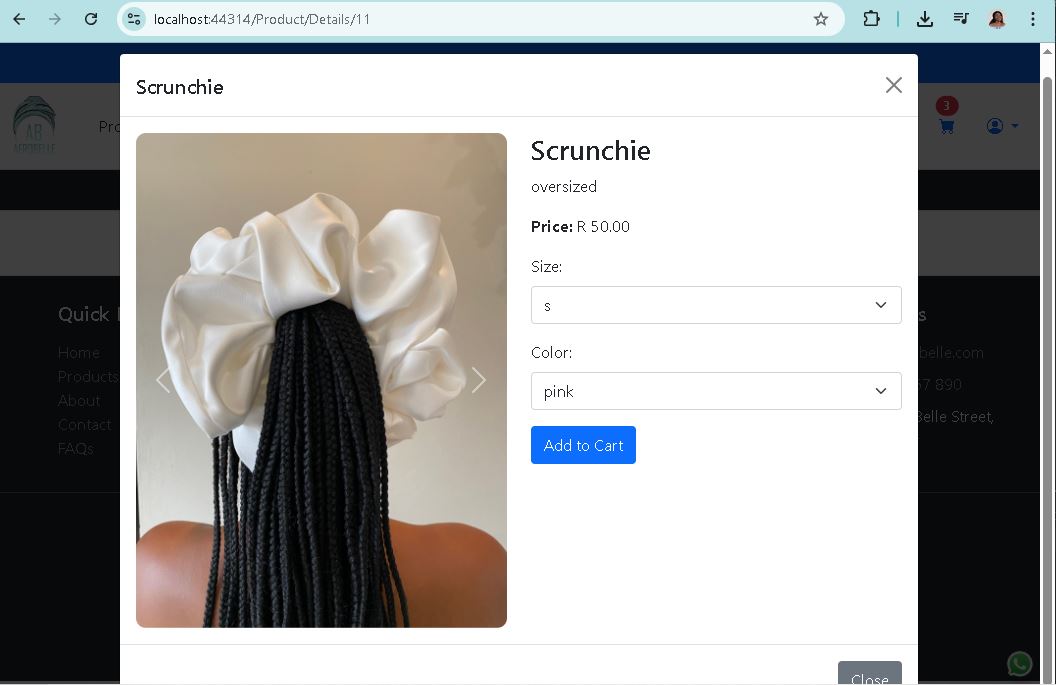 localhost:44314/Product/Details/11
Scrunchie
3
AB
AFROBELLE
Scrunchie
oversized
Price: R 50.00
Size:
s
Color:
pink
Add to Cart
Quick
Home
Products
About
Contact
FAQs
belle.com
57 890
Belle Street,
Close